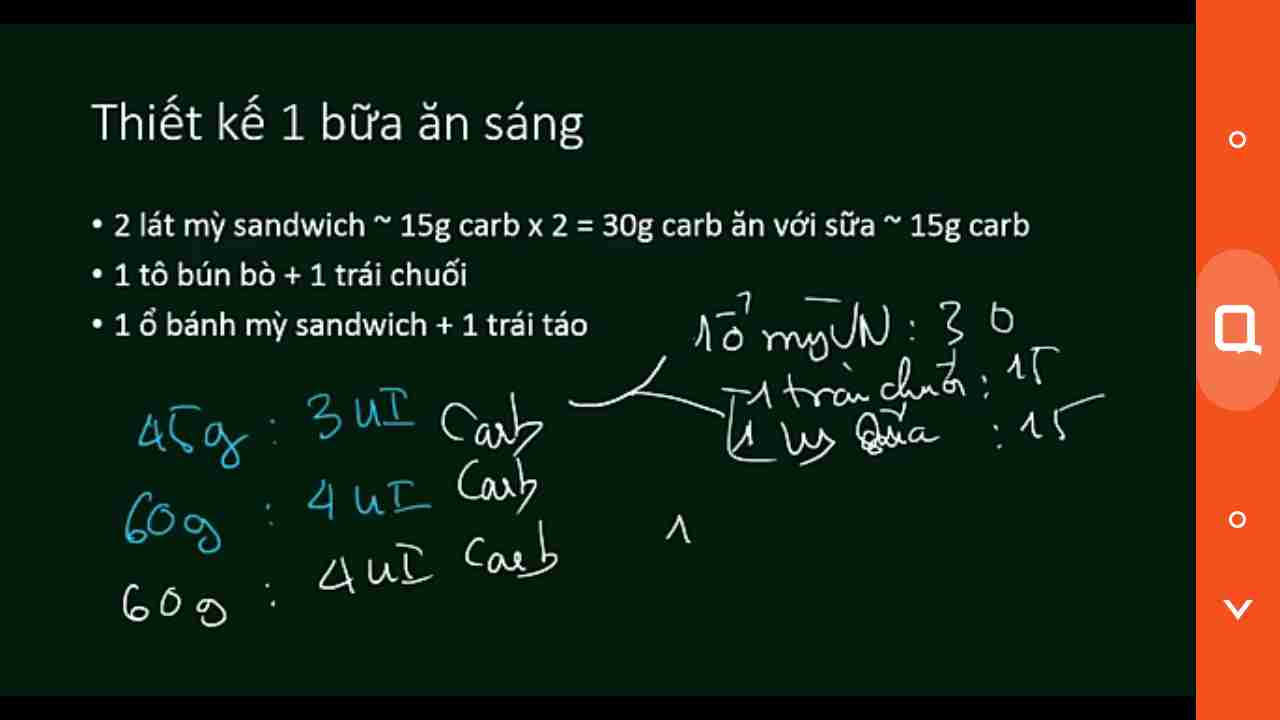 Thiết kế 1 bữa ăn sáng
• 2 lát mỳ sandwich ~ 15g carb x 2 = 30g carb ăn với sữa ~ 15g carb
• 1 tô bún bò + 1 trái chuối
• 1 ổ bánh mỳ sandwich + 1 trái táo
1 ổ mỳ VN : 30
1 trái chuối : 15
1 ly sữa : 15
45g : 3 UI Carb
60g : 4 UI Carb
60g : 4 UI Carb
1